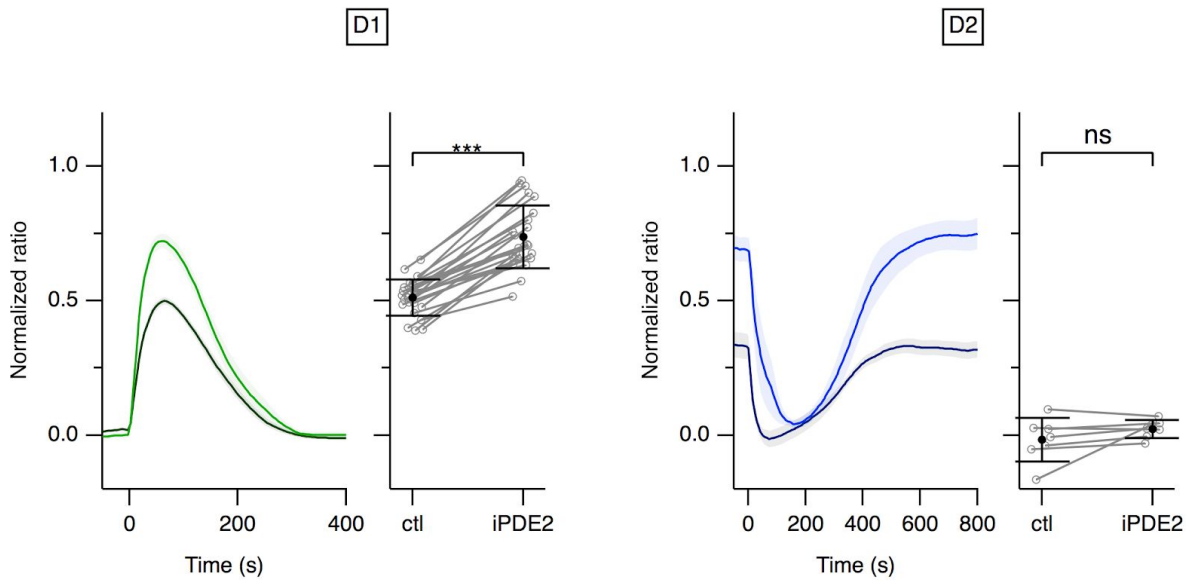 D1
Normalized ratio
1.0
0.5
0.0
0 200 400
Time (s)
***
ctl iPDE2
D2
Normalized ratio
1.0
0.5
0.0
0 200 400 600 800
Time (s)
ns
ctl iPDE2